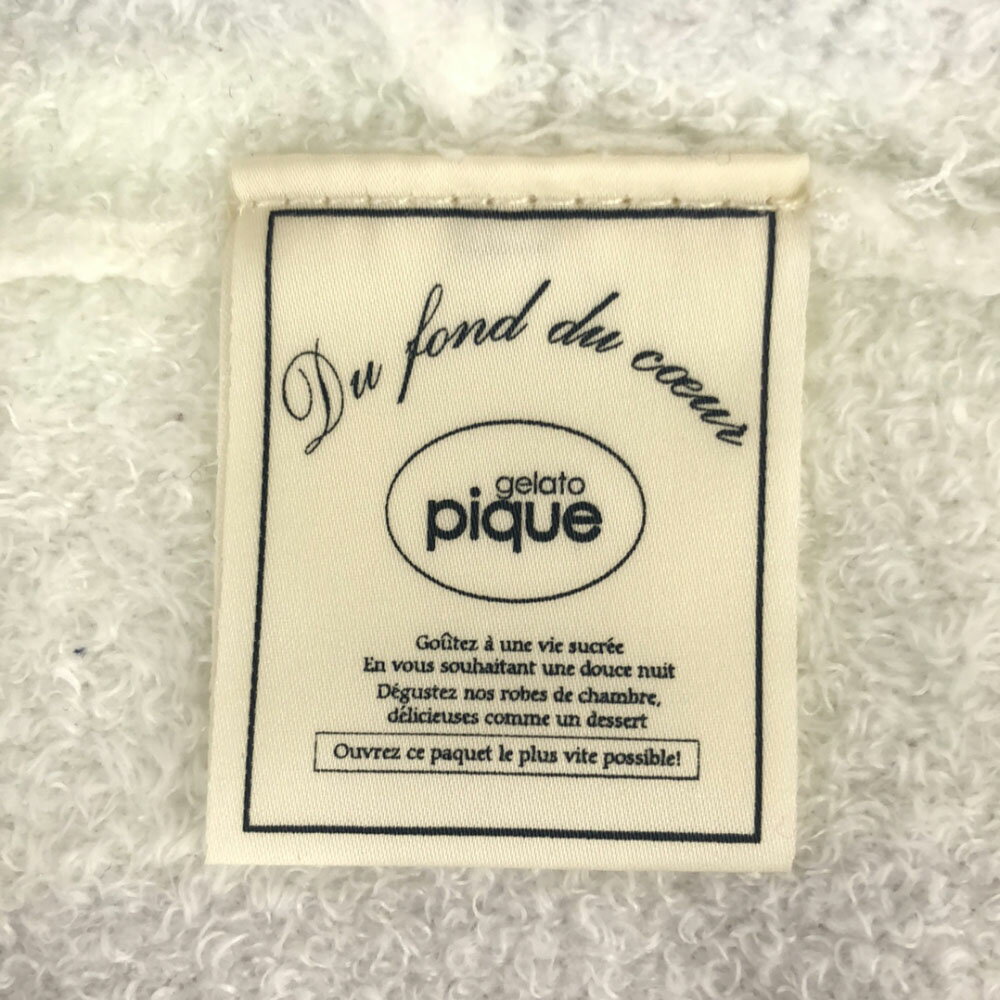 Du fond du cœur
gelato
pique
Goûtez à une vie sucrée
En vous souhaitant une douce nuit
Dégustez nos robes de chambre,
délicieuses comme un dessert
Ouvrez ce paquet le plus vite possible!